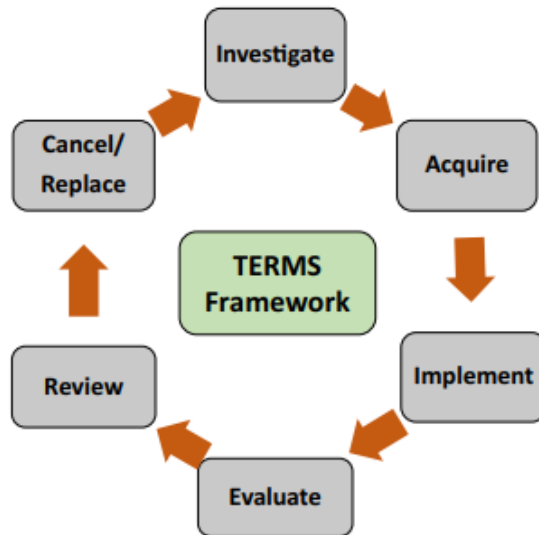 Investigate
Cancel/
Replace
Acquire
TERMS
Framework
Review
Implement
Evaluate